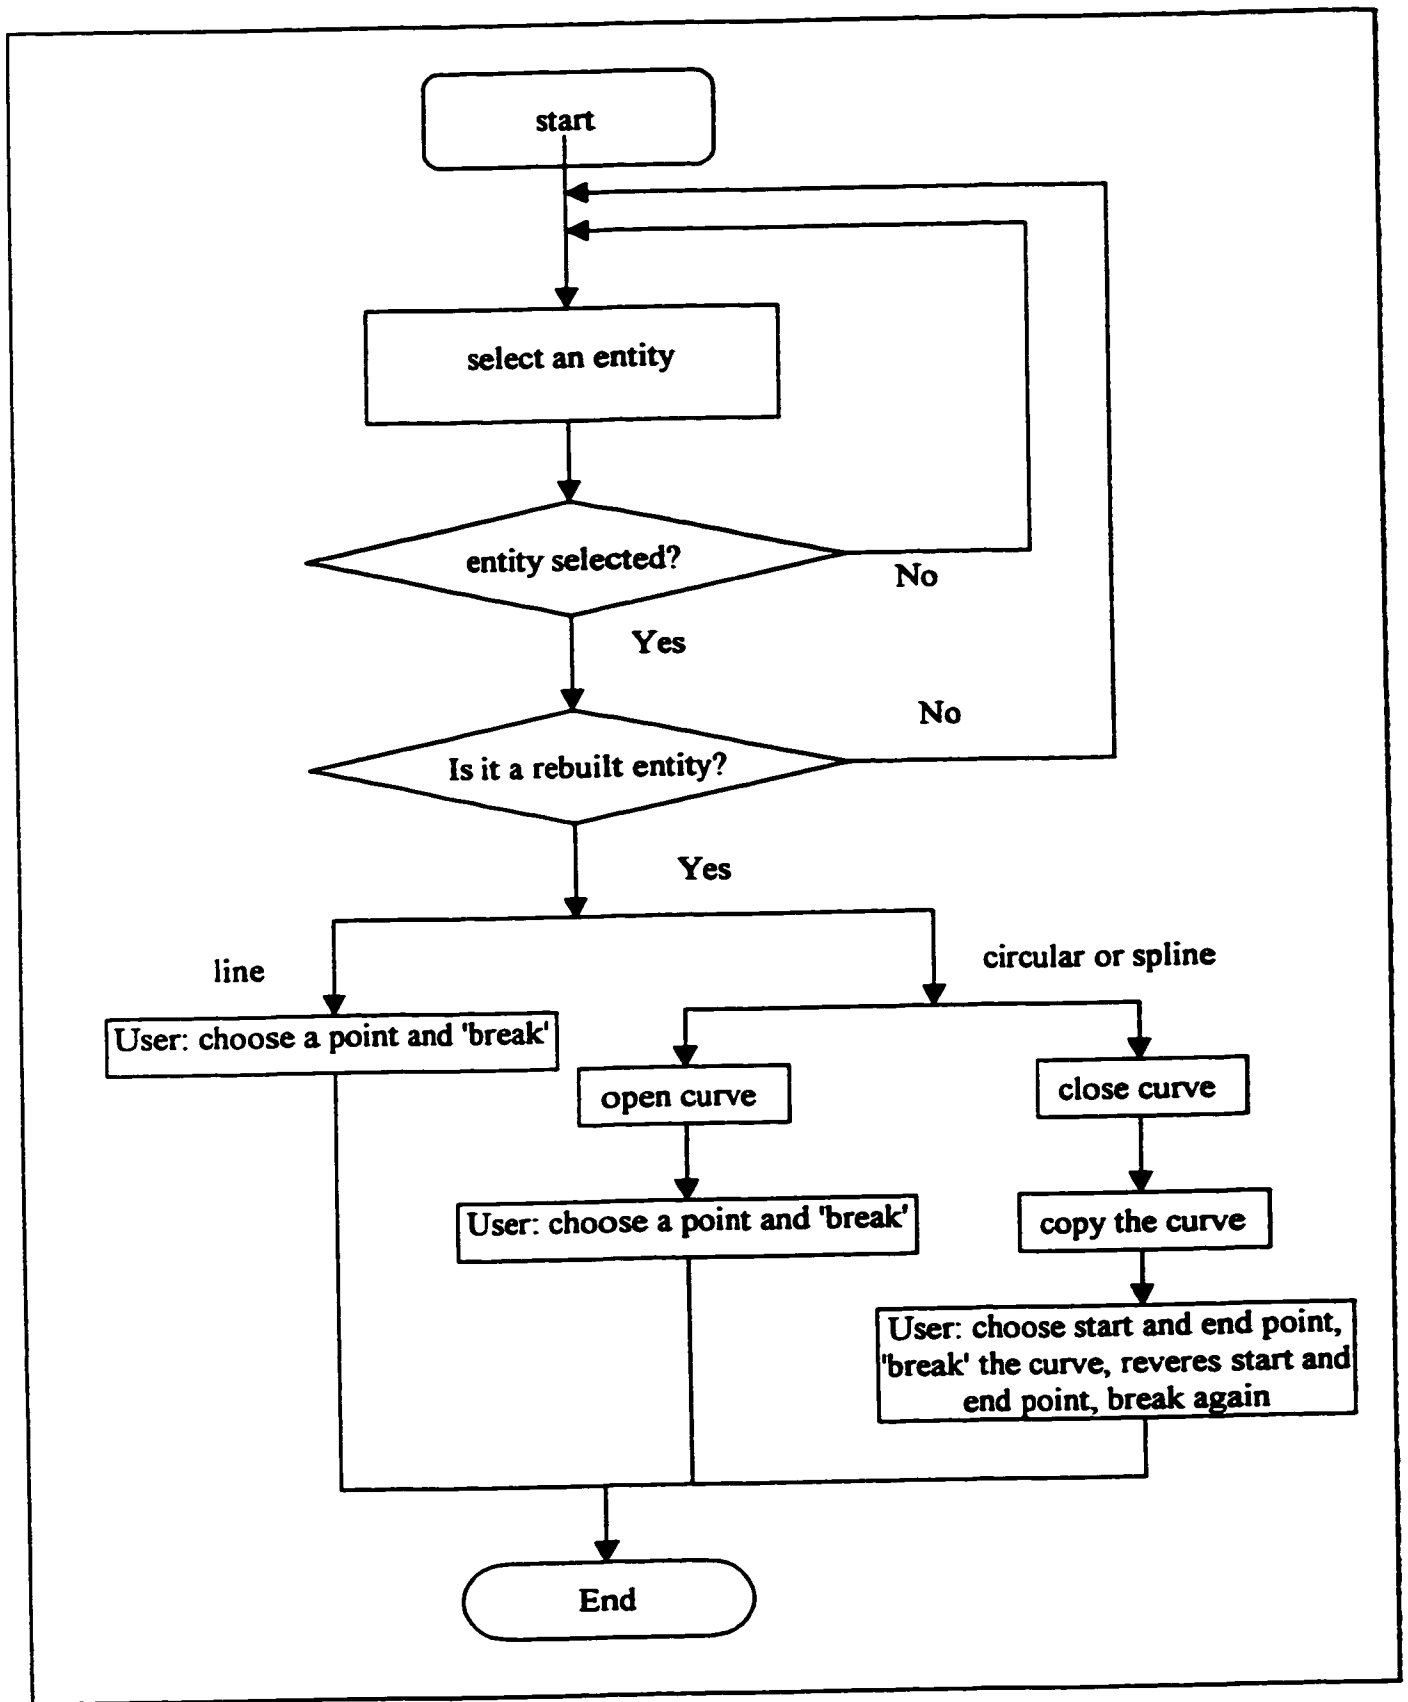 start
select an entity
entity selected?
No
Yes
No
Is it a rebuilt entity?
Yes
line
circular or spline
User: choose a point and 'break'
open curve
close curve
User: choose a point and 'break'
copy the curve
User: choose start and end point,
'break' the curve, reveres start and
end point, break again
End